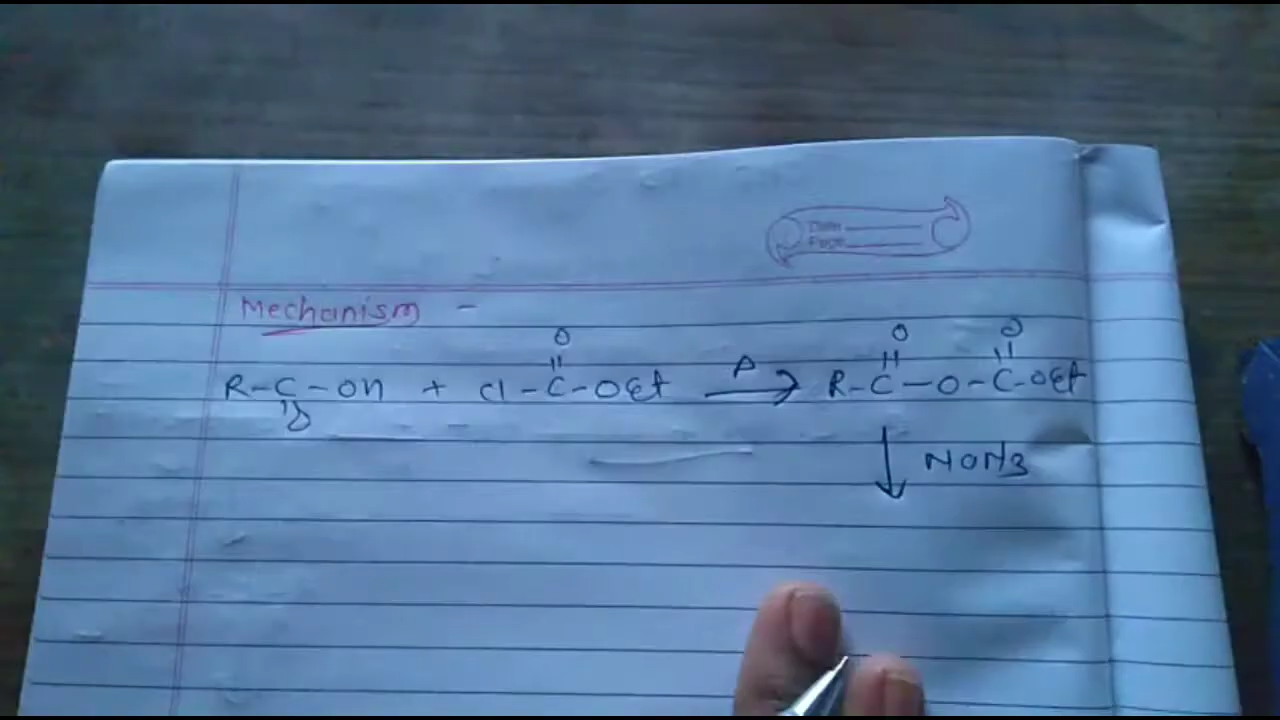 Date
Page
Mechanism -
O O O
R-C-OH + Cl-C-OEt Δ R-C-O-C-OEt
O
NaN3